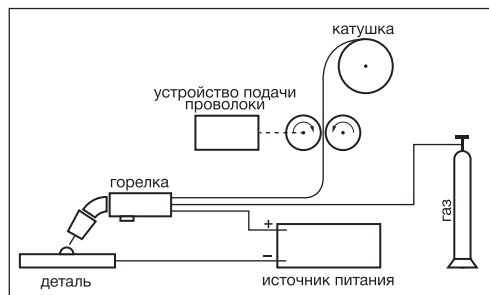 катушка
устройство подачи
проволоки
горелка
газ
+
–
деталь
источник питания